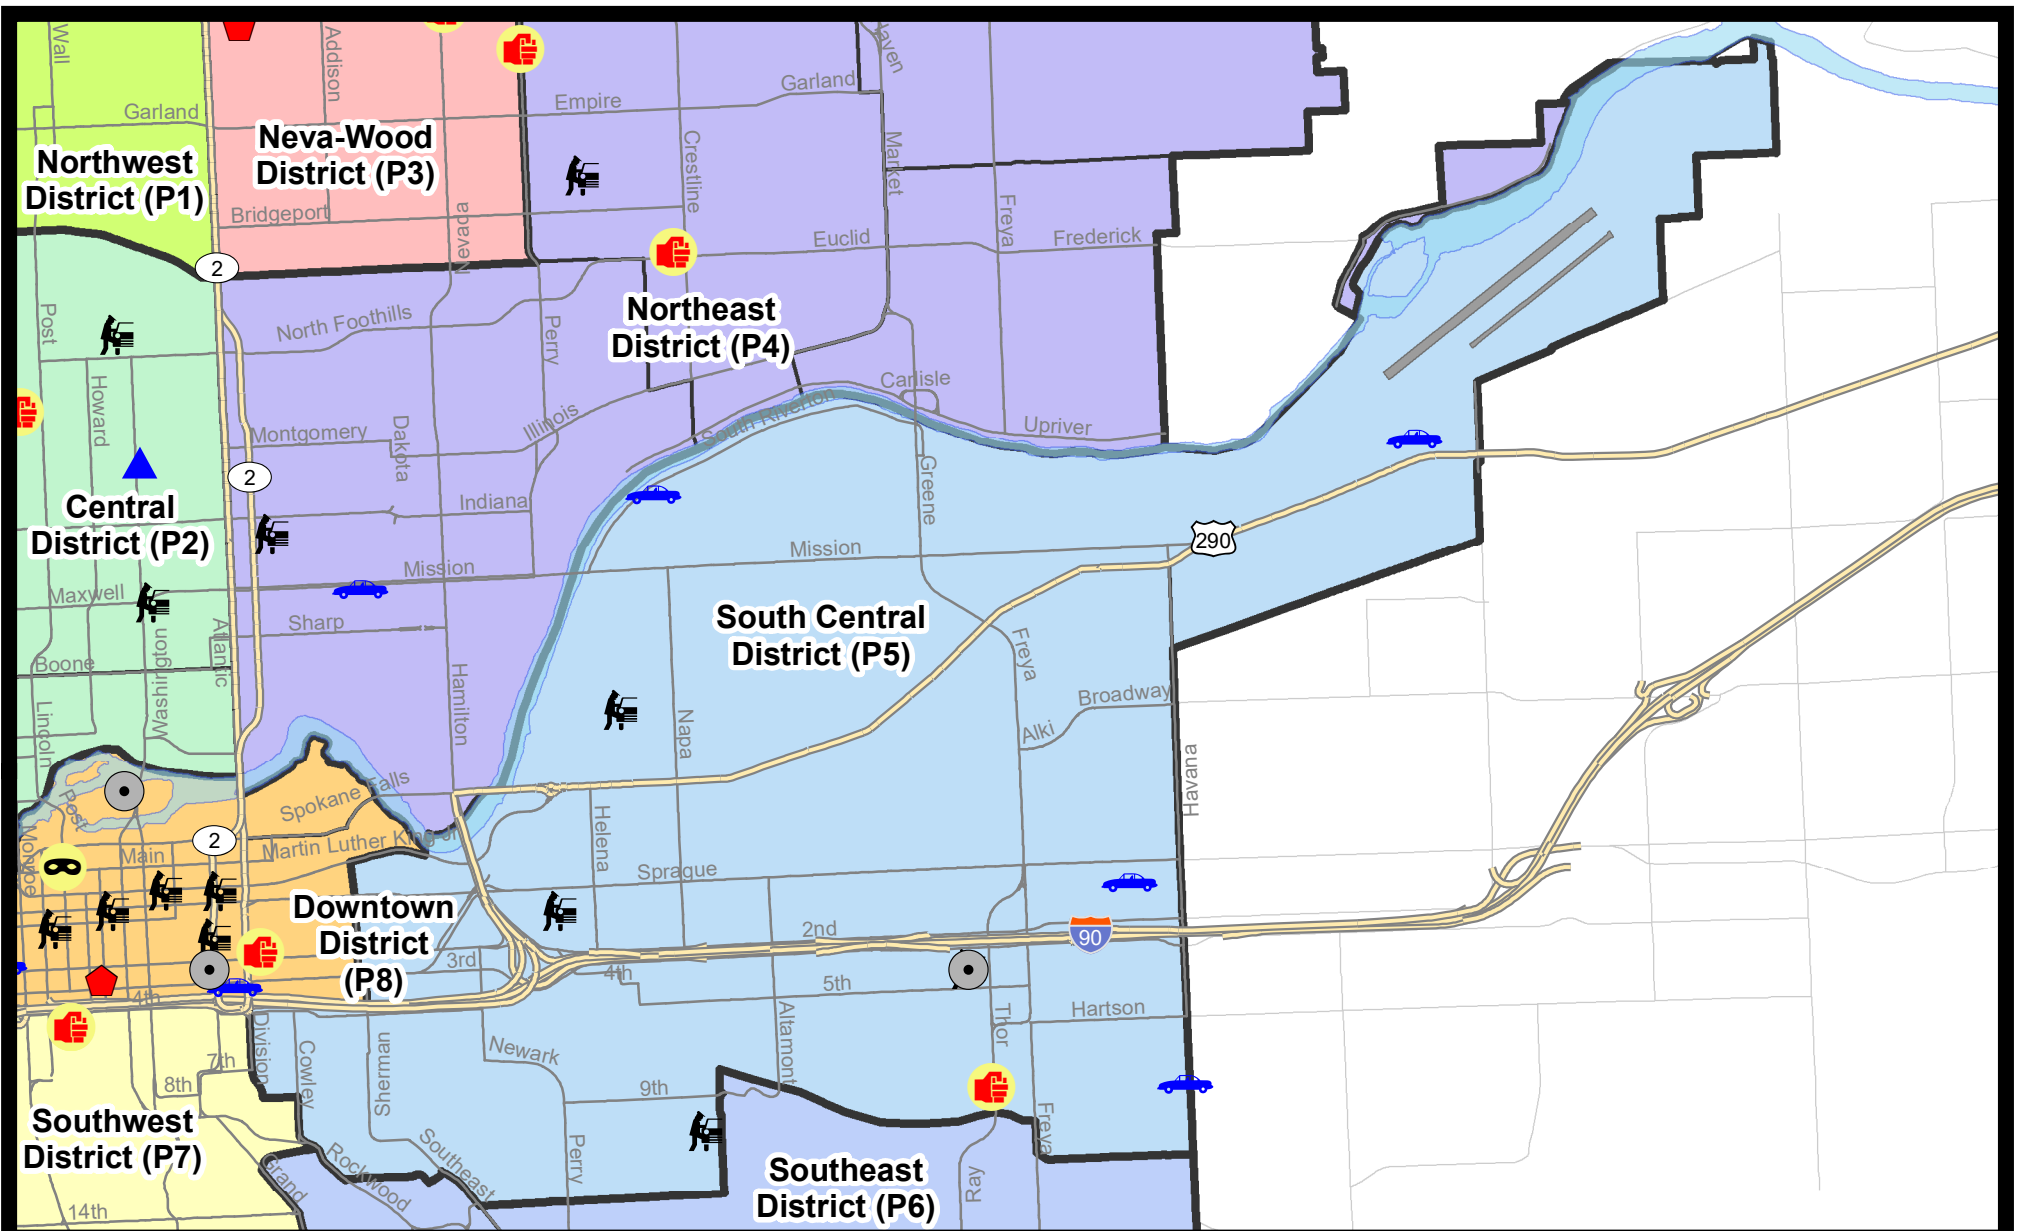 Wall
Addison
Haven
Garland
Empire
Garland
Neva-Wood
District (P3)
Northwest
District (P1)
Crestline
Market
Bridgeport
Nevada
Freya
Euclid
Frederick
2
Post
North Foothills
Perry
Northeast
District (P4)
Howard
Dakota
Illinois
Carlisle
South Riverton
Montgomery
Upriver
2
Greene
Central
District (P2)
Indiana
290
Mission
Mission
Maxwell
Sharp
South Central
District (P5)
Atlantic
Washington
Boone
Freya
Hamilton
Lincoln
Napa
Broadway
Alki
Havana
Spokane Falls
Post
Helena
Monroe
2
Main
Martin Luther King Jr
Sprague
Downtown
District
(P8)
2nd
90
3rd
4th
5th
4th
Altamont
Thor
Hartson
Division
Cowley
Sherman
Newark
7th
8th
9th
Freya
Southwest
District (P7)
Grand
Rockwood
Southeast
Perry
Southeast
District (P6)
Ray
14th